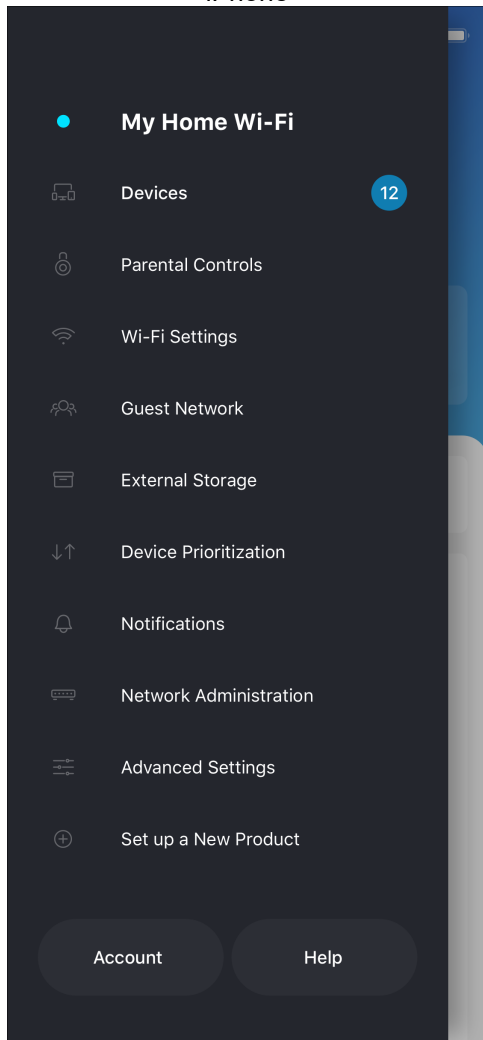 iPhone
My Home Wi-Fi
Devices 12
Parental Controls
Wi-Fi Settings
Guest Network
External Storage
Device Prioritization
Notifications
Network Administration
Advanced Settings
Set up a New Product
Account Help